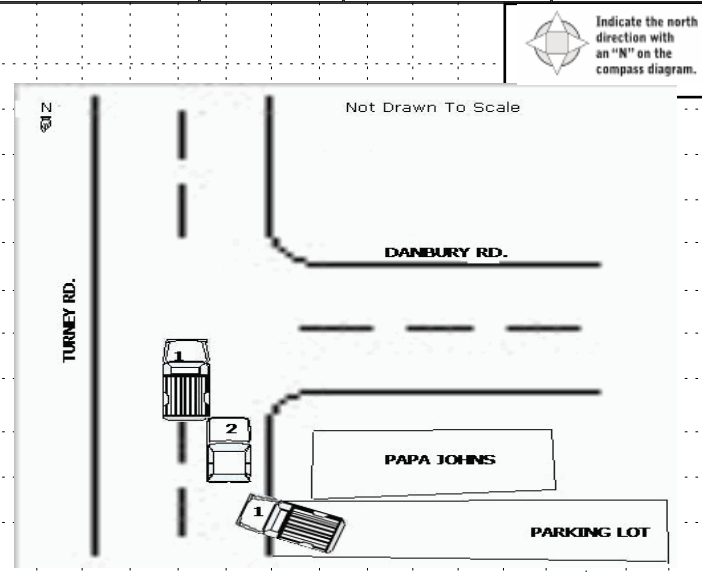 Indicate the north
direction with
an “N” on the
compass diagram.
N
Not Drawn To Scale
DANBURY RD.
TURNEY RD.
1
2
PAPA JOHNS
1
PARKING LOT